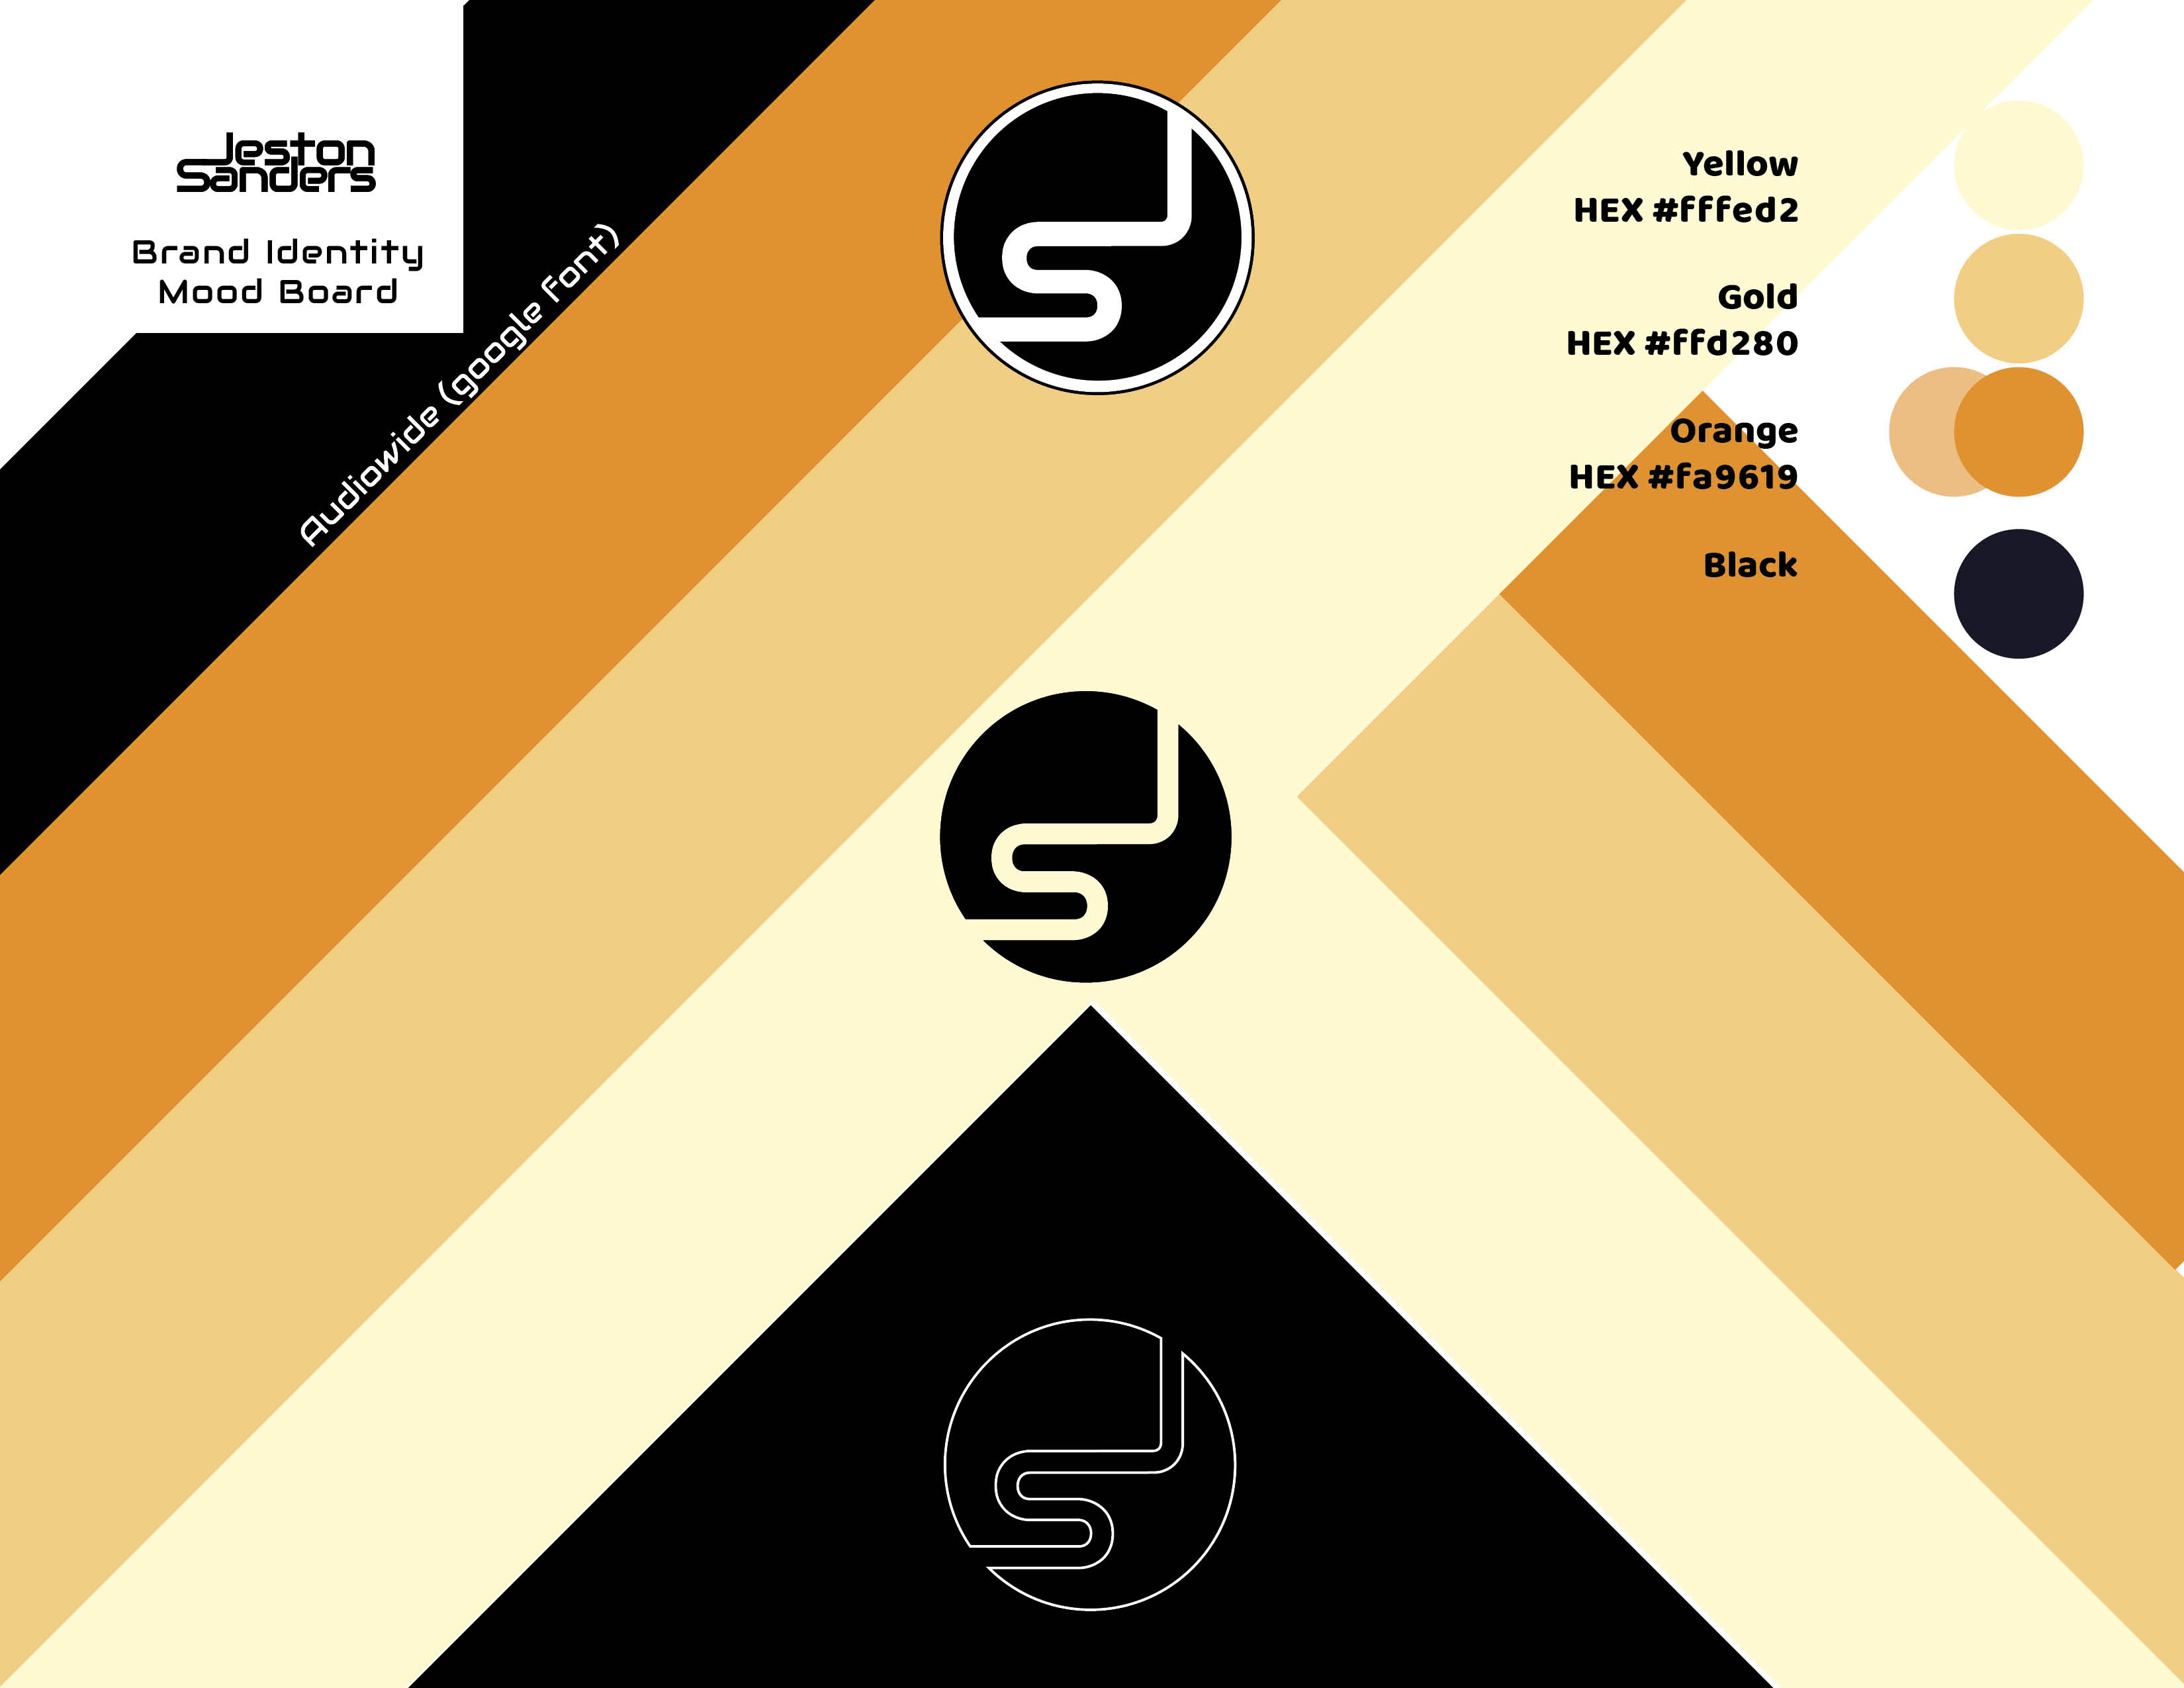 Jeston
Sanders
Brand Identity
Mood Board
Audiowide (google font)
Yellow
HEX #fffed2
Gold
HEX #ffd280
Orange
HEX #fa9619
Black